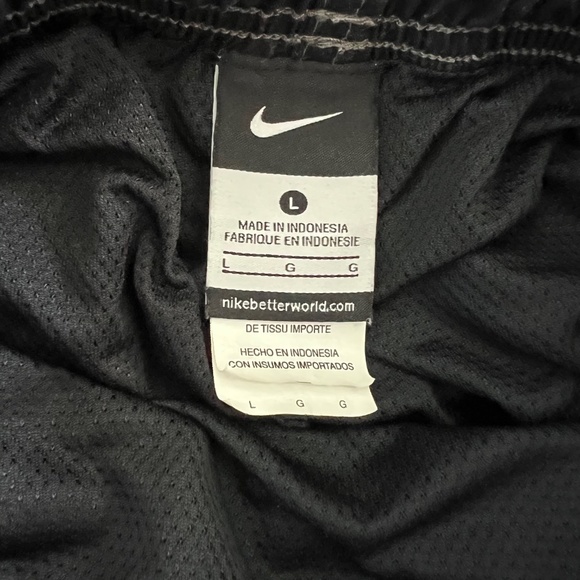 L
MADE IN INDONESIA
FABRIQUE EN INDONESIE
L G G
nikebetterworld.com
DE TISSU IMPORTE
HECHO EN INDONESIA
CON INSUMOS IMPORTADOS
L G G